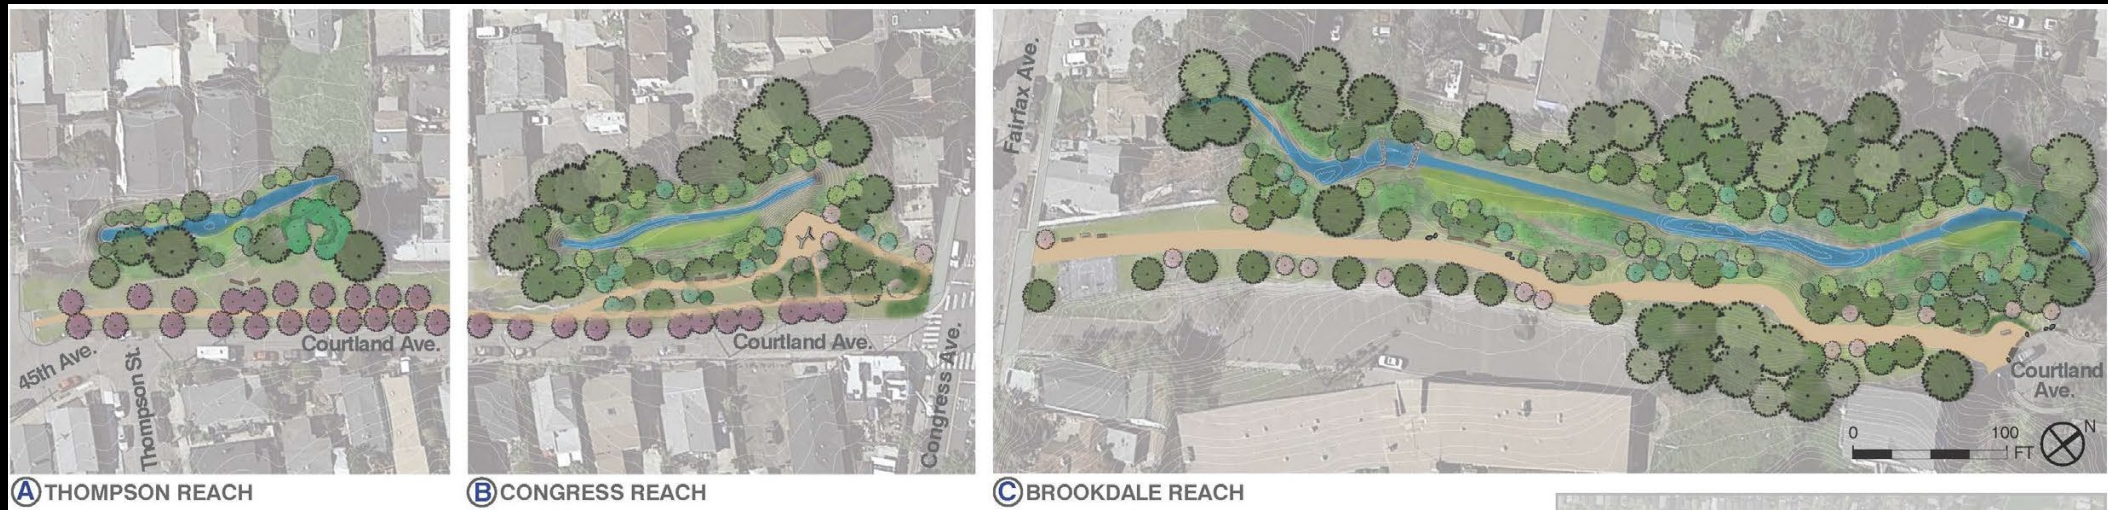 45th Ave.
Thompson St.
Courtland Ave.
A THOMPSON REACH
Courtland Ave.
Congress Ave.
B CONGRESS REACH
Fairfax Ave.
Courtland
Ave.
0 100
FT
N
C BROOKDALE REACH